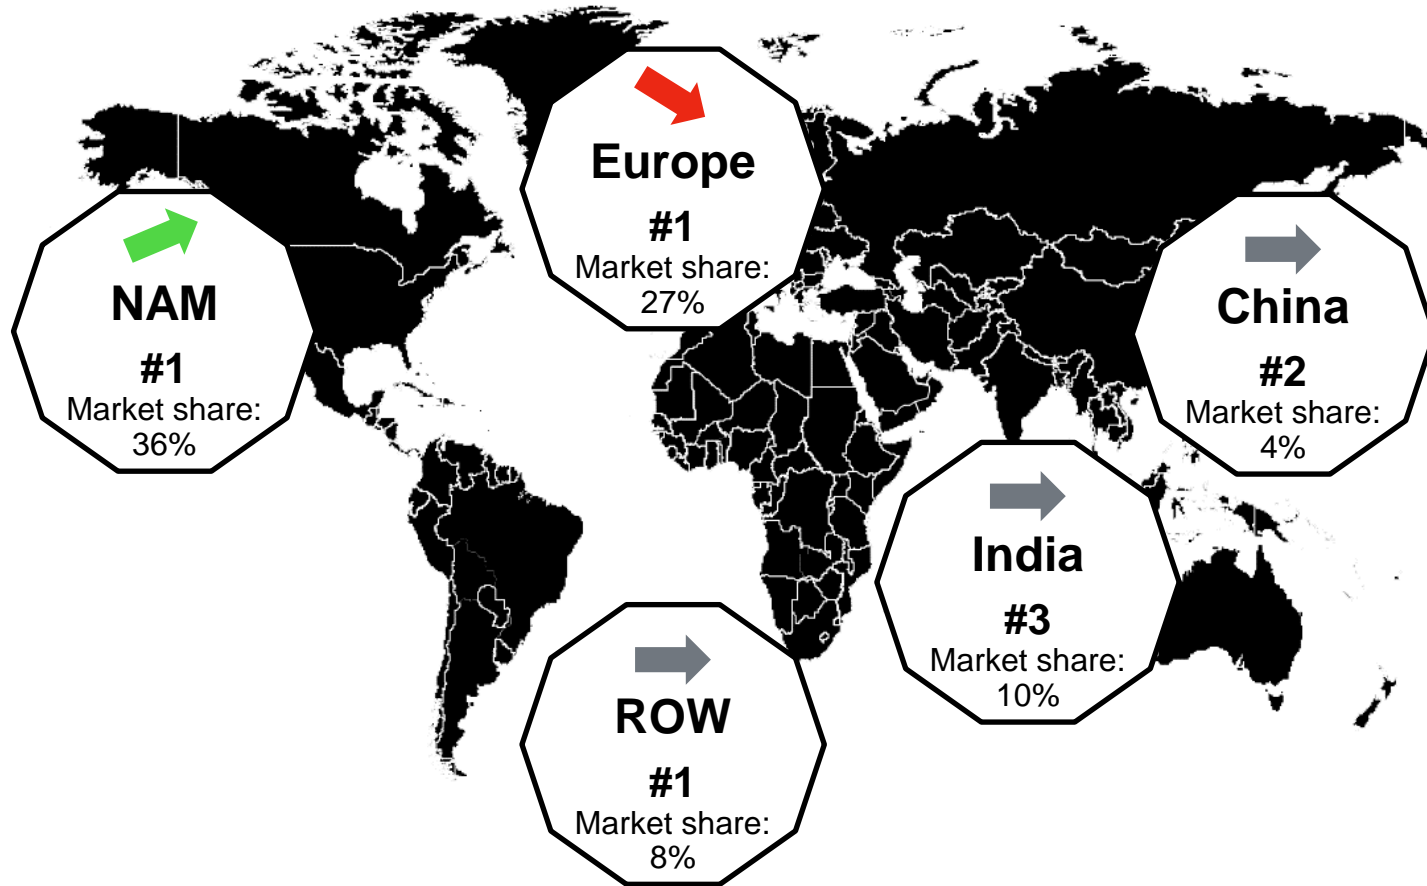 Europe
#1
Market share:
27%
NAM
#1
Market share:
36%
China
#2
Market share:
4%
India
#3
Market share:
10%
ROW
#1
Market share:
8%